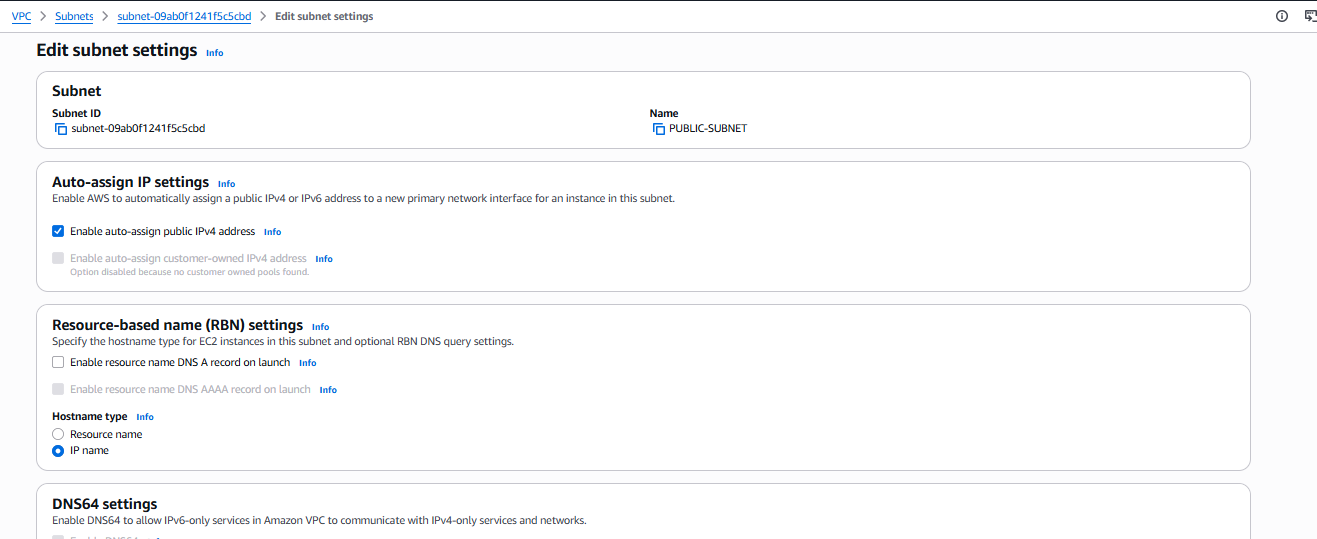 VPC > Subnets > subnet-09ab0f1241f5c5cbd > Edit subnet settings
Edit subnet settings Info
Subnet
Subnet ID
subnet-09ab0f1241f5c5cbd
Name
PUBLIC-SUBNET
Auto-assign IP settings Info
Enable AWS to automatically assign a public IPv4 or IPv6 address to a new primary network interface for an instance in this subnet.
Enable auto-assign public IPv4 address Info
Enable auto-assign customer-owned IPv4 address Info
Option disabled because no customer owned pools found.
Resource-based name (RBN) settings Info
Specify the hostname type for EC2 instances in this subnet and optional RBN DNS query settings.
Enable resource name DNS A record on launch Info
Enable resource name DNS AAAA record on launch Info
Hostname type Info
Resource name
IP name
DNS64 settings
Enable DNS64 to allow IPv6-only services in Amazon VPC to communicate with IPv4-only services and networks.